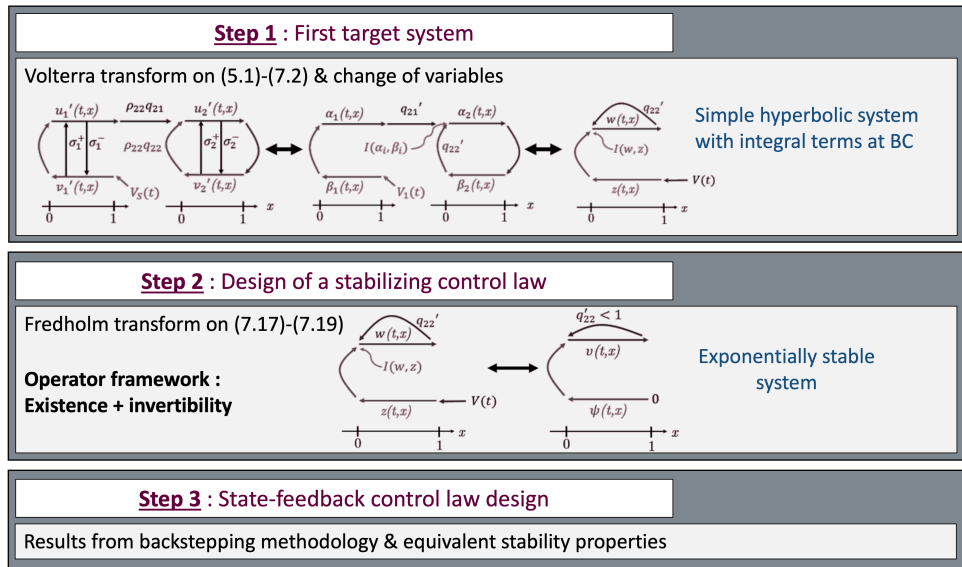 Step 1 : First target system
Volterra transform on (5.1)-(7.2) & change of variables
u₁'(t,x) ρ₂₂q₂₁ u₂'(t,x)
σ₁⁺ σ₁⁻ ρ₂₂q₂₂ σ₂⁺ σ₂⁻
v₁'(t,x) v₂'(t,x)
V_S(t)
0 1 0 1 x
α₁(t,x) q₂₁' α₂(t,x)
I(αᵢ,βᵢ) q₂₂'
β₁(t,x) β₂(t,x)
V₁(t)
0 1 0 1 x
q₂₂'
w(t,x)
I(w,z)
V(t)
z(t,x)
0 1 x
Simple hyperbolic system
with integral terms at BC
Step 2 : Design of a stabilizing control law
Fredholm transform on (7.17)-(7.19)
Operator framework :
Existence + invertibility
q₂₂'
w(t,x)
I(w,z)
V(t)
z(t,x)
0 1 x
q₂₂' < 1
υ(t,x)
0
ψ(t,x)
0 1 x
Exponentially stable
system
Step 3 : State-feedback control law design
Results from backstepping methodology & equivalent stability properties